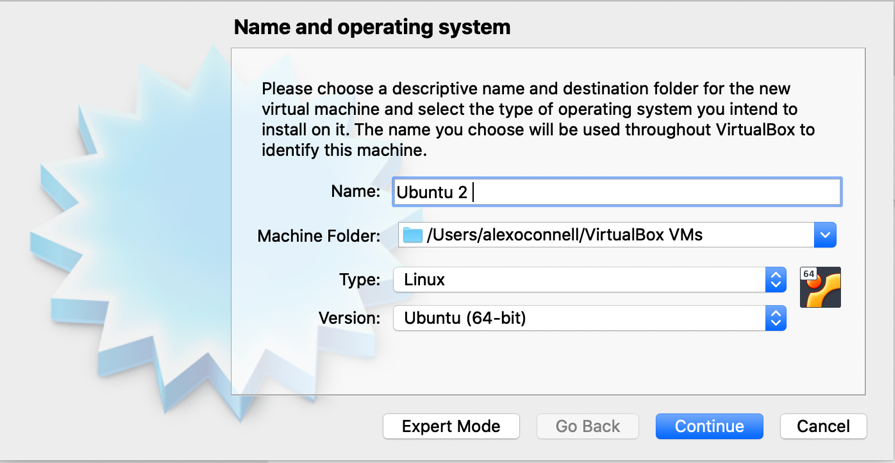 Name and operating system
Please choose a descriptive name and destination folder for the new
virtual machine and select the type of operating system you intend to
install on it. The name you choose will be used throughout VirtualBox to
identify this machine.
Name: Ubuntu 2
Machine Folder: /Users/alexoconnell/VirtualBox VMs
Type: Linux
64
Version: Ubuntu (64-bit)
Expert Mode Go Back Continue Cancel